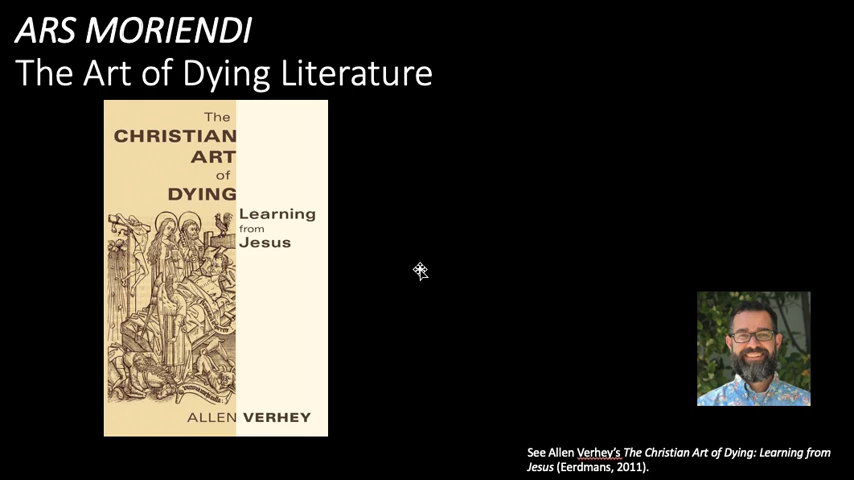 ARS MORIENDI
The Art of Dying Literature
The
CHRISTIAN
ART
of
DYING
Learning
from
Jesus
ALLEN VERHEY
See Allen Verhey's The Christian Art of Dying: Learning from
Jesus (Eerdmans, 2011).